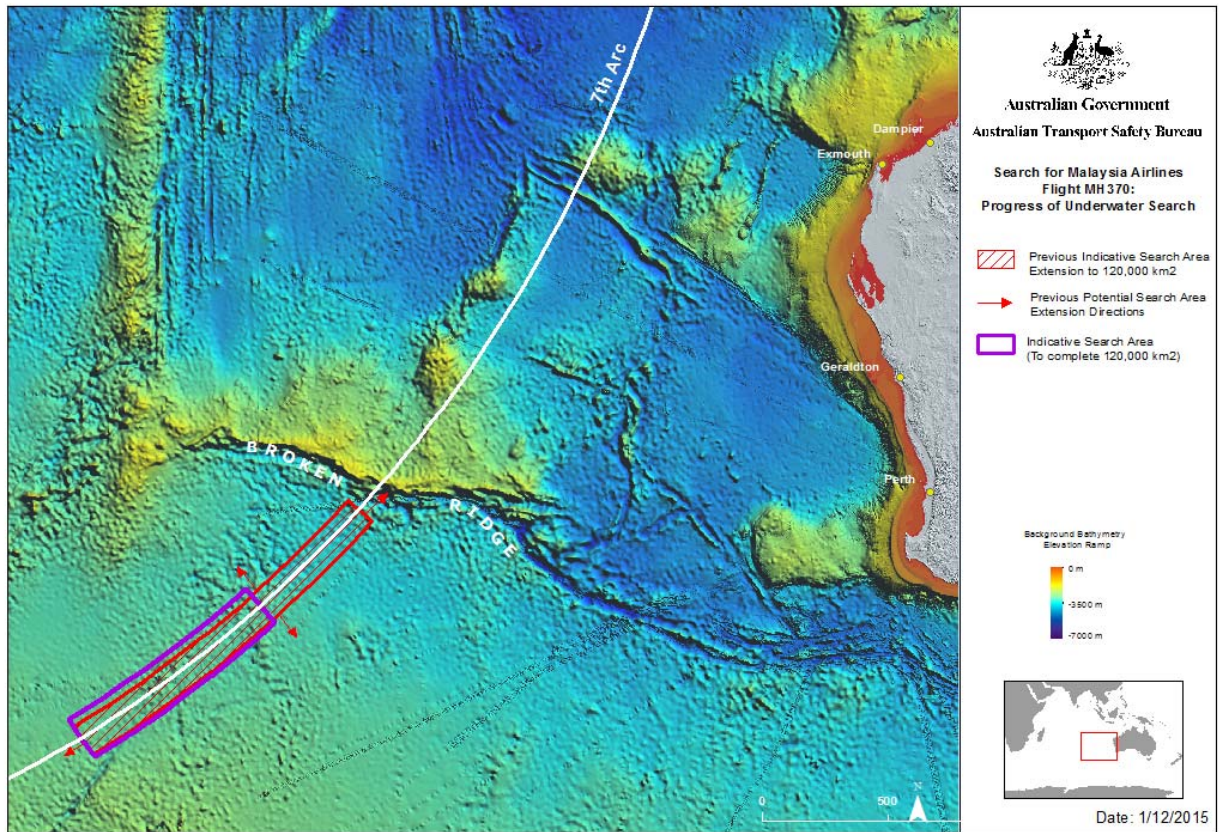 7th Arc
Dampier
Exmouth
Geraldton
Perth
BROKEN
RIDGE
0 500
N
Australian Government
Australian Transport Safety Bureau
Search for Malaysia Airlines
Flight MH370:
Progress of Underwater Search
Previous Indicative Search Area
Extension to 120,000 km2
Previous Potential Search Area
Extension Directions
Indicative Search Area
(To complete 120,000 km2)
Background Bathymetry
Elevation Ramp
0 m
-3500 m
-7000 m
Date: 1/12/2015